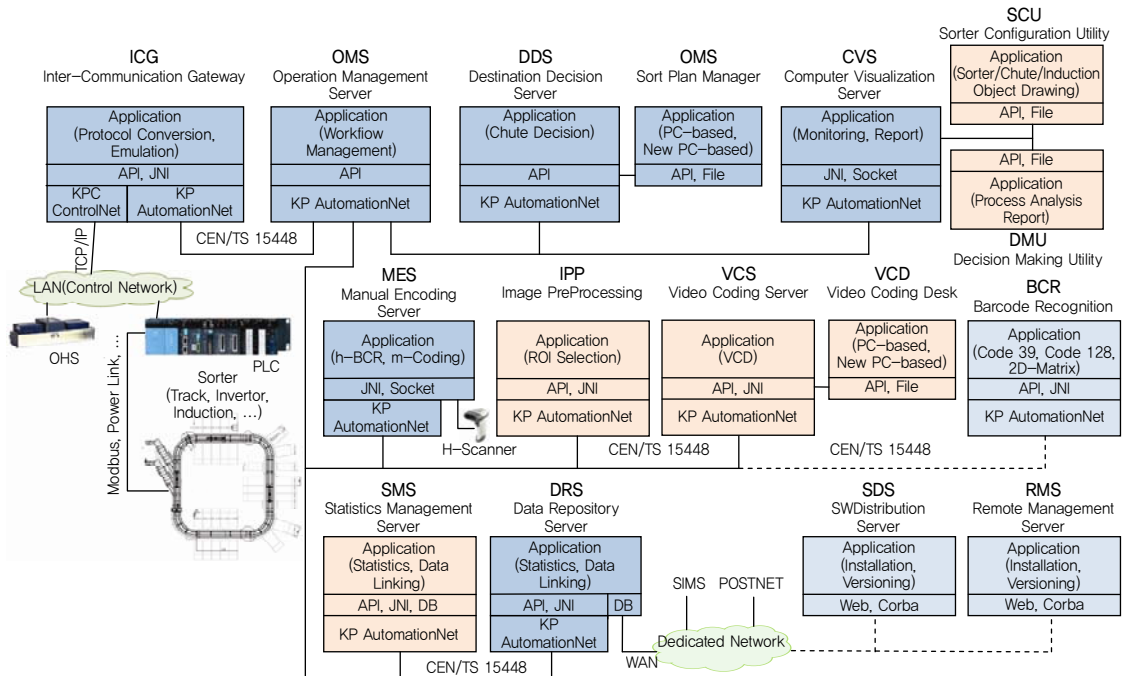 ICG
Inter-Communication Gateway
Application
(Protocol Conversion,
Emulation)
API, JNI
KPC
ControlNet
KP
AutomationNet
OMS
Operation Management
Server
Application
(Workflow
Management)
API
KP AutomationNet
DDS
Destination Decision
Server
Application
(Chute Decision)
API
KP AutomationNet
OMS
Sort Plan Manager
Application
(PC-based,
New PC-based)
API, File
CVS
Computer Visualization
Server
Application
(Monitoring, Report)
JNI, Socket
KP AutomationNet
SCU
Sorter Configuration Utility
Application
(Sorter/Chute/Induction
Object Drawing)
API, File
API, File
Application
(Process Analysis
Report)
DMU
Decision Making Utility
TCP/IP
CEN/TS 15448
LAN(Control Network)
OHS
PLC
Sorter
(Track, Invertor,
Induction, ...)
Modbus, Power Link, ...
MES
Manual Encoding
Server
Application
(h-BCR, m-Coding)
JNI, Socket
KP
AutomationNet
H-Scanner
IPP
Image PreProcessing
Application
(ROI Selection)
API, JNI
KP AutomationNet
CEN/TS 15448
VCS
Video Coding Server
Application
(VCD)
API, JNI
KP AutomationNet
VCD
Video Coding Desk
Application
(PC-based,
New PC-based)
API, File
CEN/TS 15448
BCR
Barcode Recognition
Application
(Code 39, Code 128,
2D-Matrix)
API, JNI
KP AutomationNet
SMS
Statistics Management
Server
Application
(Statistics, Data
Linking)
API, JNI, DB
KP AutomationNet
CEN/TS 15448
DRS
Data Repository
Server
Application
(Statistics, Data
Linking)
API, JNI
DB
KP
AutomationNet
WAN
SIMS
POSTNET
Dedicated Network
SDS
SWDistribution
Server
Application
(Installation,
Versioning)
Web, Corba
RMS
Remote Management
Server
Application
(Installation,
Versioning)
Web, Corba